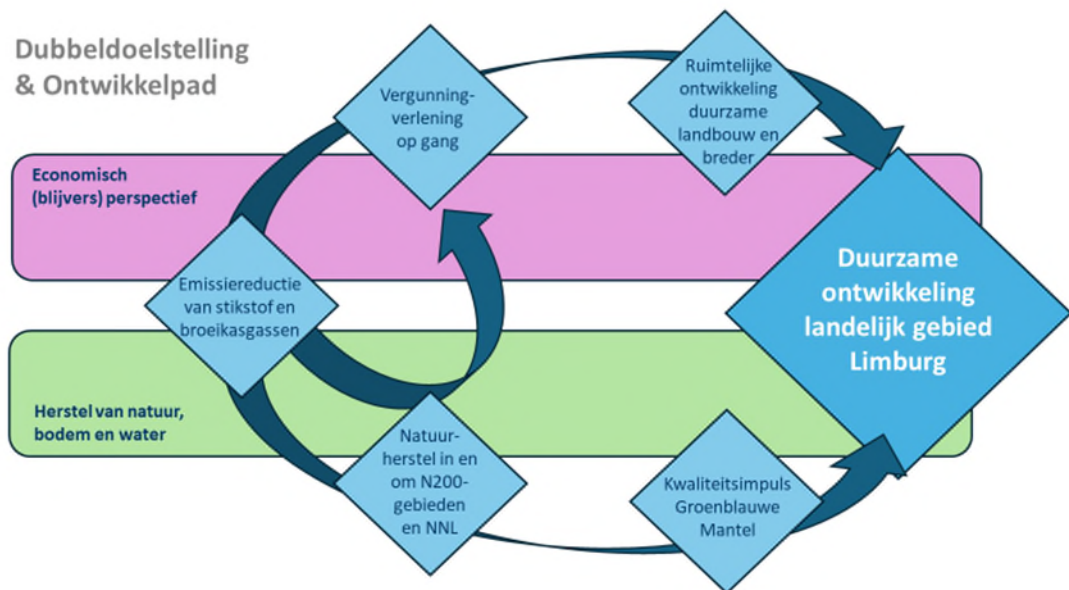 Dubbeldoelstelling
& Ontwikkelpad
Vergunning-
verlening
op gang
Ruimtelijke
ontwikkeling
duurzame
landbouw en
breder
Economisch
(blijvers) perspectief
Emissiereductie
van stikstof en
broeikasgassen
Duurzame
ontwikkeling
landelijk gebied
Limburg
Herstel van natuur,
bodem en water
Natuur-
herstel in en
om N200-
gebieden
en NNL
Kwaliteitsimpuls
Groenblauwe
Mantel